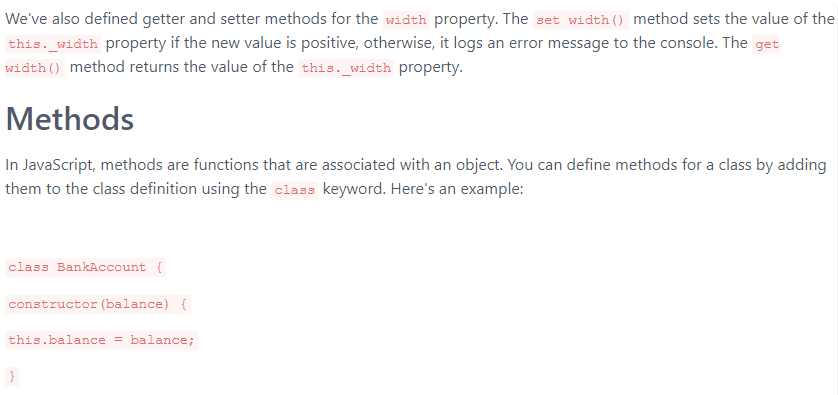 We've also defined getter and setter methods for the width property. The set width() method sets the value of the
this._width property if the new value is positive, otherwise, it logs an error message to the console. The get
width() method returns the value of the this._width property.
Methods
In JavaScript, methods are functions that are associated with an object. You can define methods for a class by adding
them to the class definition using the class keyword. Here's an example:
class BankAccount {
constructor(balance) {
this.balance = balance;
}